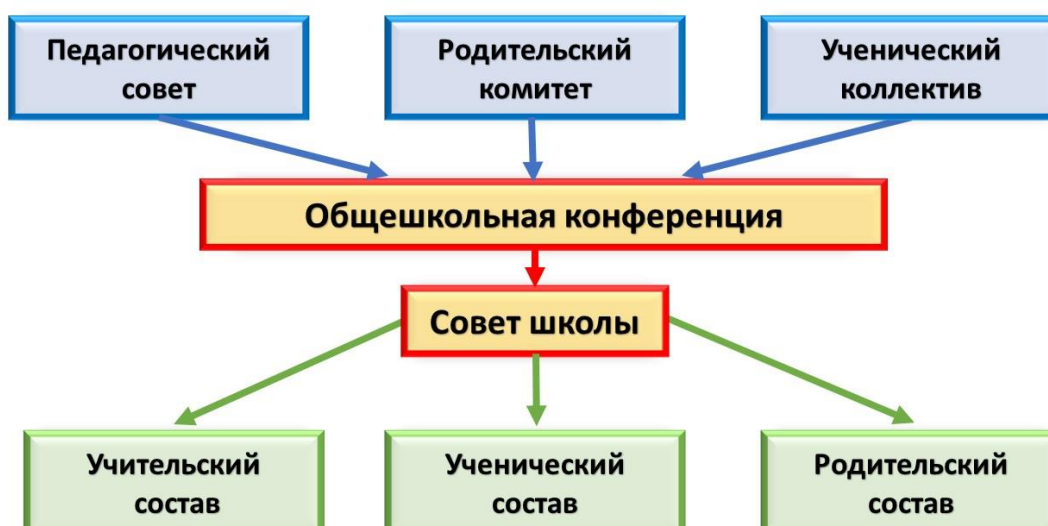 Педагогический
совет
Родительский
комитет
Ученический
коллектив
Общешкольная конференция
Совет школы
Учительский
состав
Ученический
состав
Родительский
состав